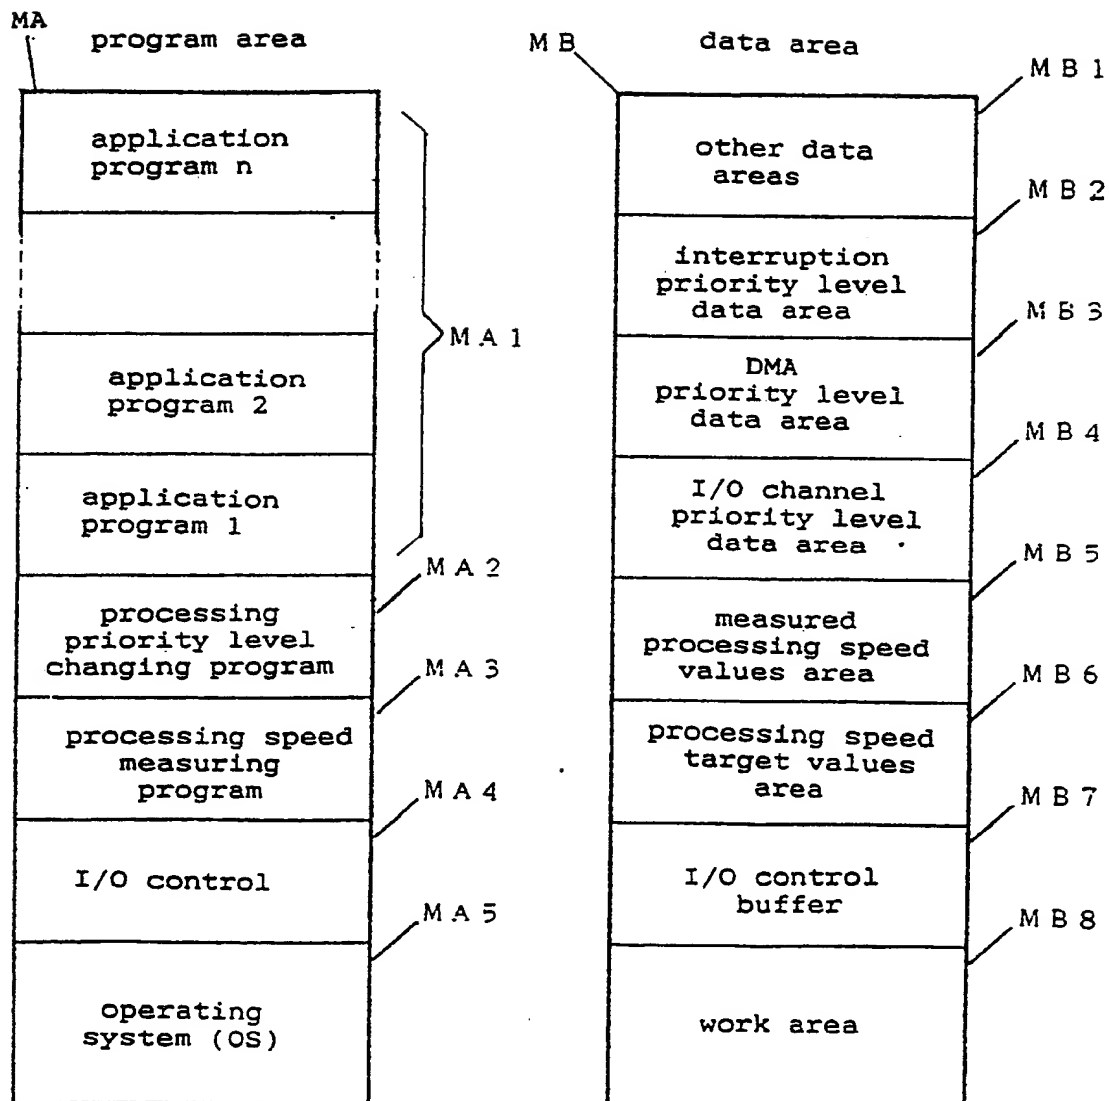 MA
program area
application
program n
application
program 2
application
program 1
MA1
processing
priority level
changing program
MA2
processing speed
measuring
program
MA3
I/O control
MA4
operating
system (OS)
MA5
MB
data area
other data
areas
MB1
interruption
priority level
data area
MB2
DMA
priority level
data area
MB3
I/O channel
priority level
data area
MB4
measured
processing speed
values area
MB5
processing speed
target values
area
MB6
I/O control
buffer
MB7
work area
MB8